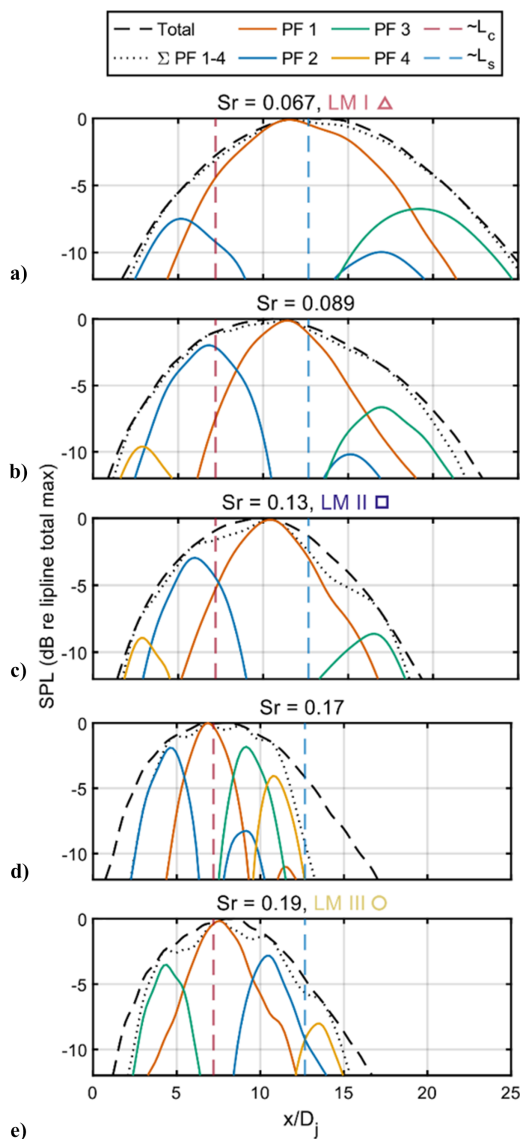 Total PF 1 PF 3 ~L_c
Σ PF 1-4 PF 2 PF 4 ~L_s
Sr = 0.067, LM I △
0
-5
-10
a)
Sr = 0.089
0
-5
-10
b)
SPL (dB re lipline total max)
Sr = 0.13, LM II □
0
-5
-10
c)
Sr = 0.17
0
-5
-10
d)
Sr = 0.19, LM III ○
0
-5
-10
0 5 10 15 20 25
x/D_j
e)